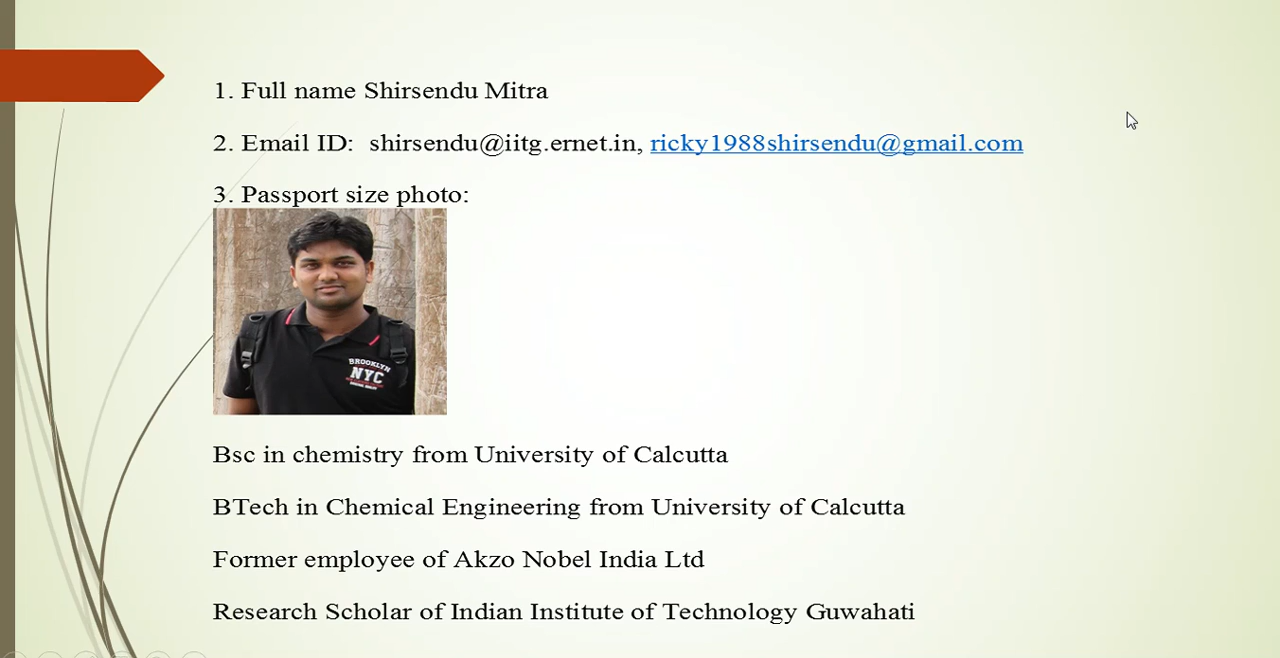 1. Full name Shirsendu Mitra
2. Email ID: shirsendu@iitg.ernet.in, ricky1988shirsendu@gmail.com
3. Passport size photo:
BROOKLYN
NYC
Bsc in chemistry from University of Calcutta
BTech in Chemical Engineering from University of Calcutta
Former employee of Akzo Nobel India Ltd
Research Scholar of Indian Institute of Technology Guwahati